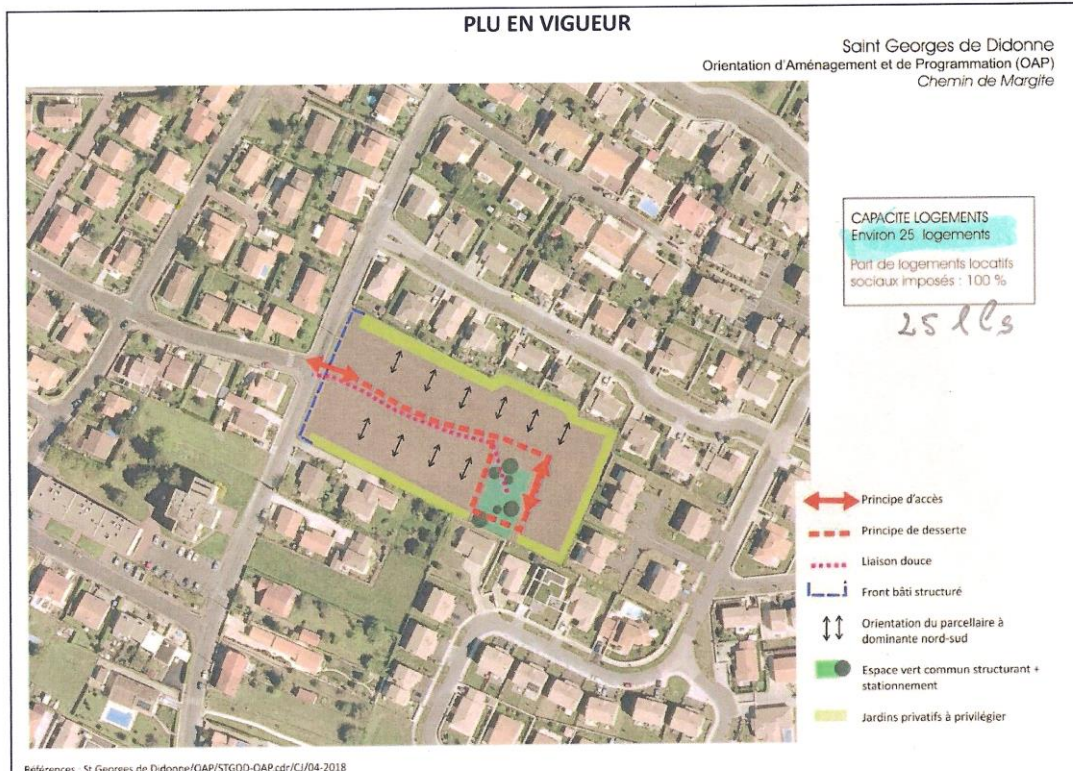 PLU EN VIGUEUR
Saint Georges de Didonne
Orientation d'Aménagement et de Programmation (OAP)
Chemin de Margite
CAPACITE LOGEMENTS
Environ 25 logements
Part de logements locatifs
sociaux imposés : 100 %
25 lls
Principe d'accès
Principe de desserte
Liaison douce
Front bâti structuré
Orientation du parcellaire à
dominante nord-sud
Espace vert commun structurant +
stationnement
Jardins privatifs à privilégier
Références : St Georges de Didonne/OAP/STGDD-OAP.cdr/CJ/04-2018